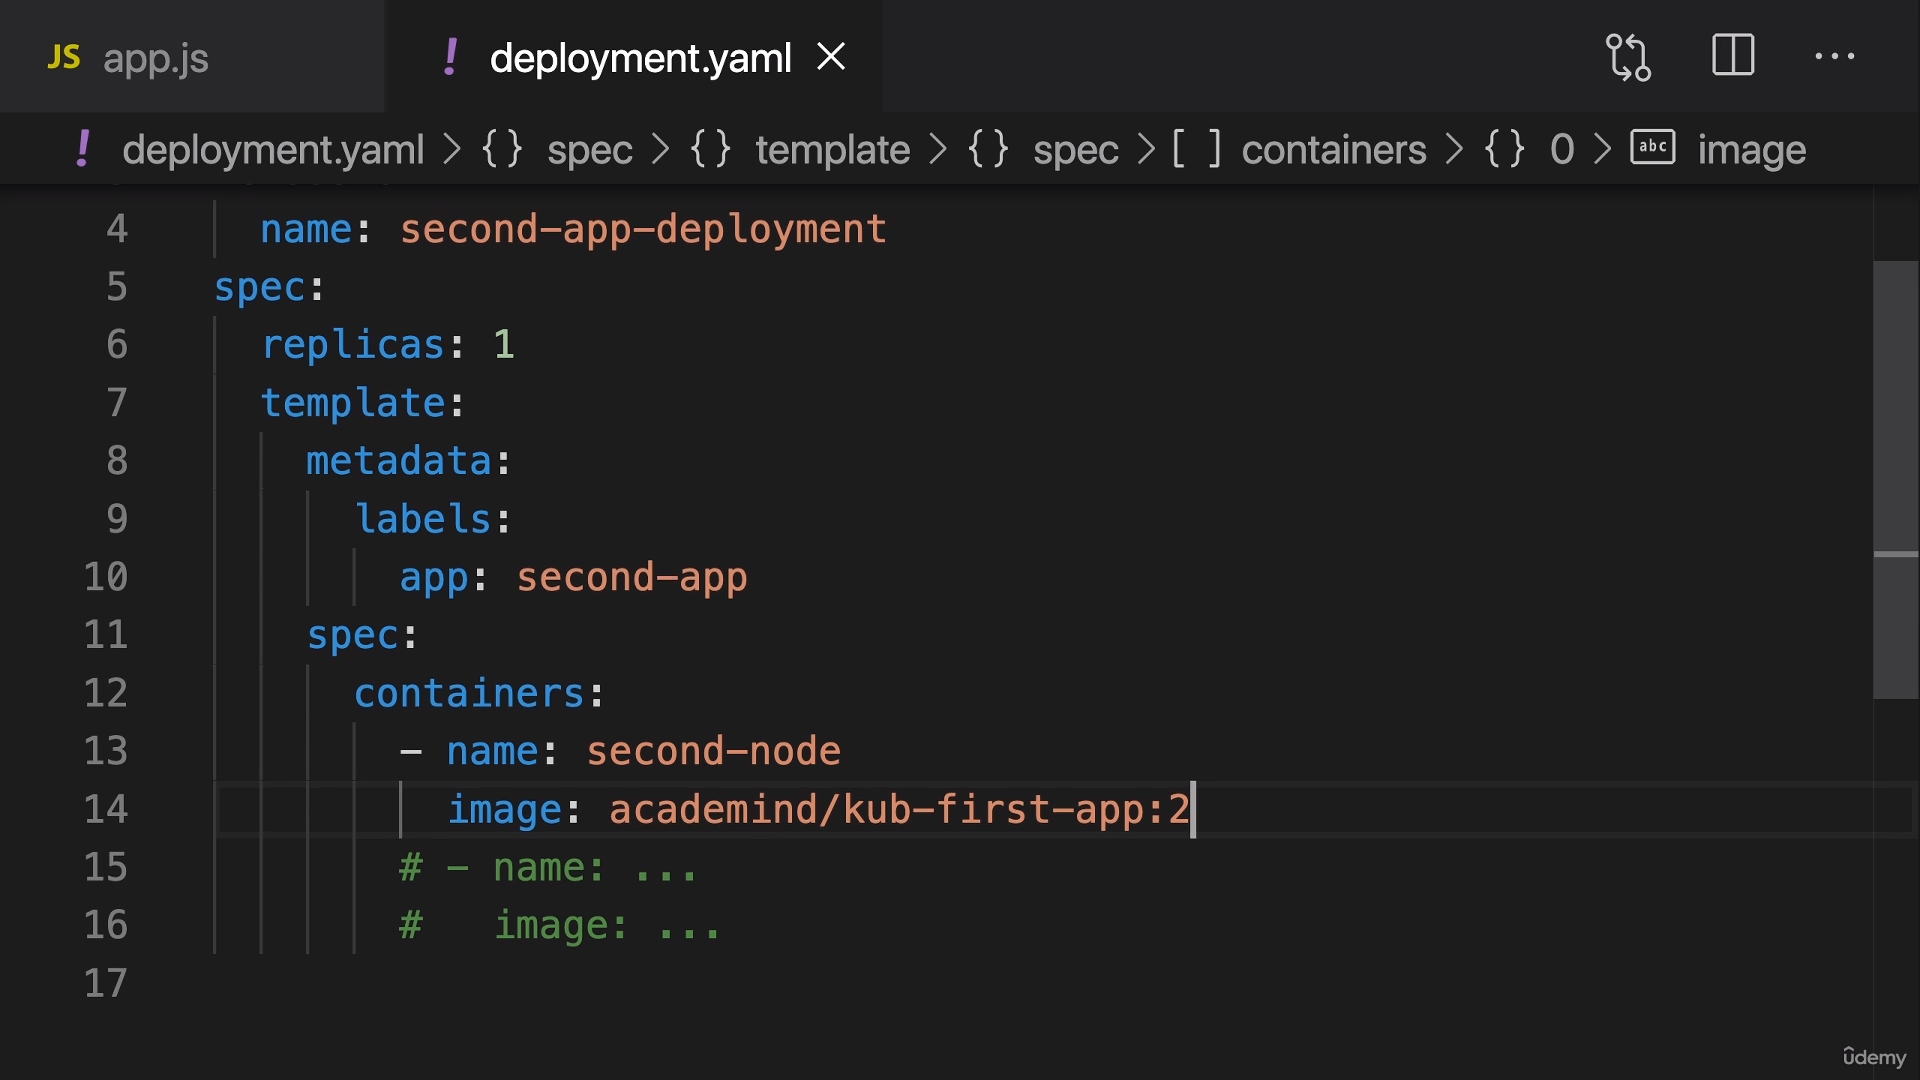 JS app.js
! deployment.yaml
! deployment.yaml > {} spec > {} template > {} spec > [ ] containers > {} 0 > abc image
4 name: second-app-deployment
5 spec:
6 replicas: 1
7 template:
8 metadata:
9 labels:
10 app: second-app
11 spec:
12 containers:
13 - name: second-node
14 image: academind/kub-first-app:2
15 # - name: ...
16 # image: ...
17
ûdemy